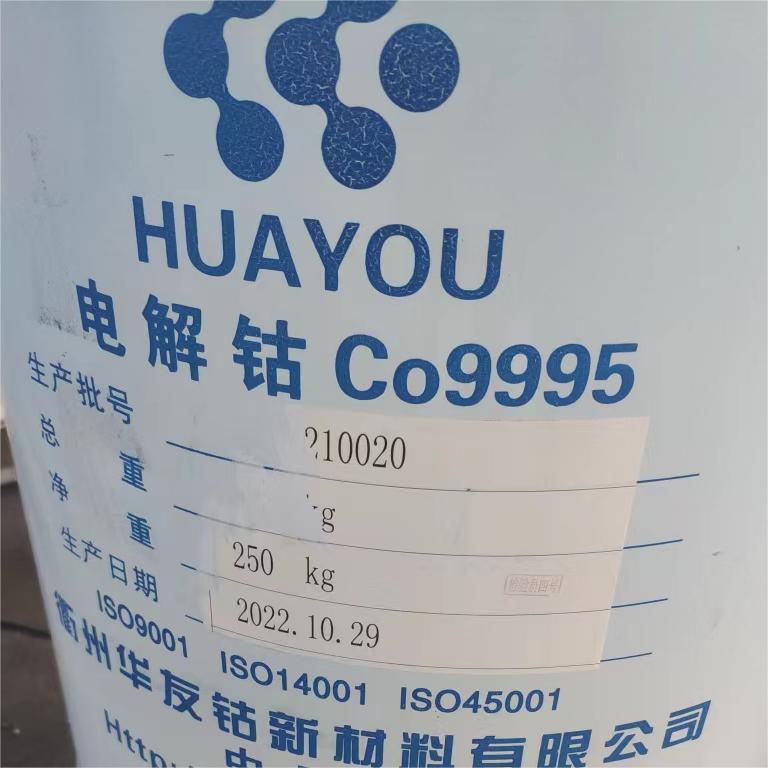 HUAYOU
电解钴 Co9995
生产批号 210020
总重 kg
净重 250 kg
生产日期 2022.10.29
ISO9001 ISO14001 ISO45001
衢州华友钴新材料有限公司
Http:/